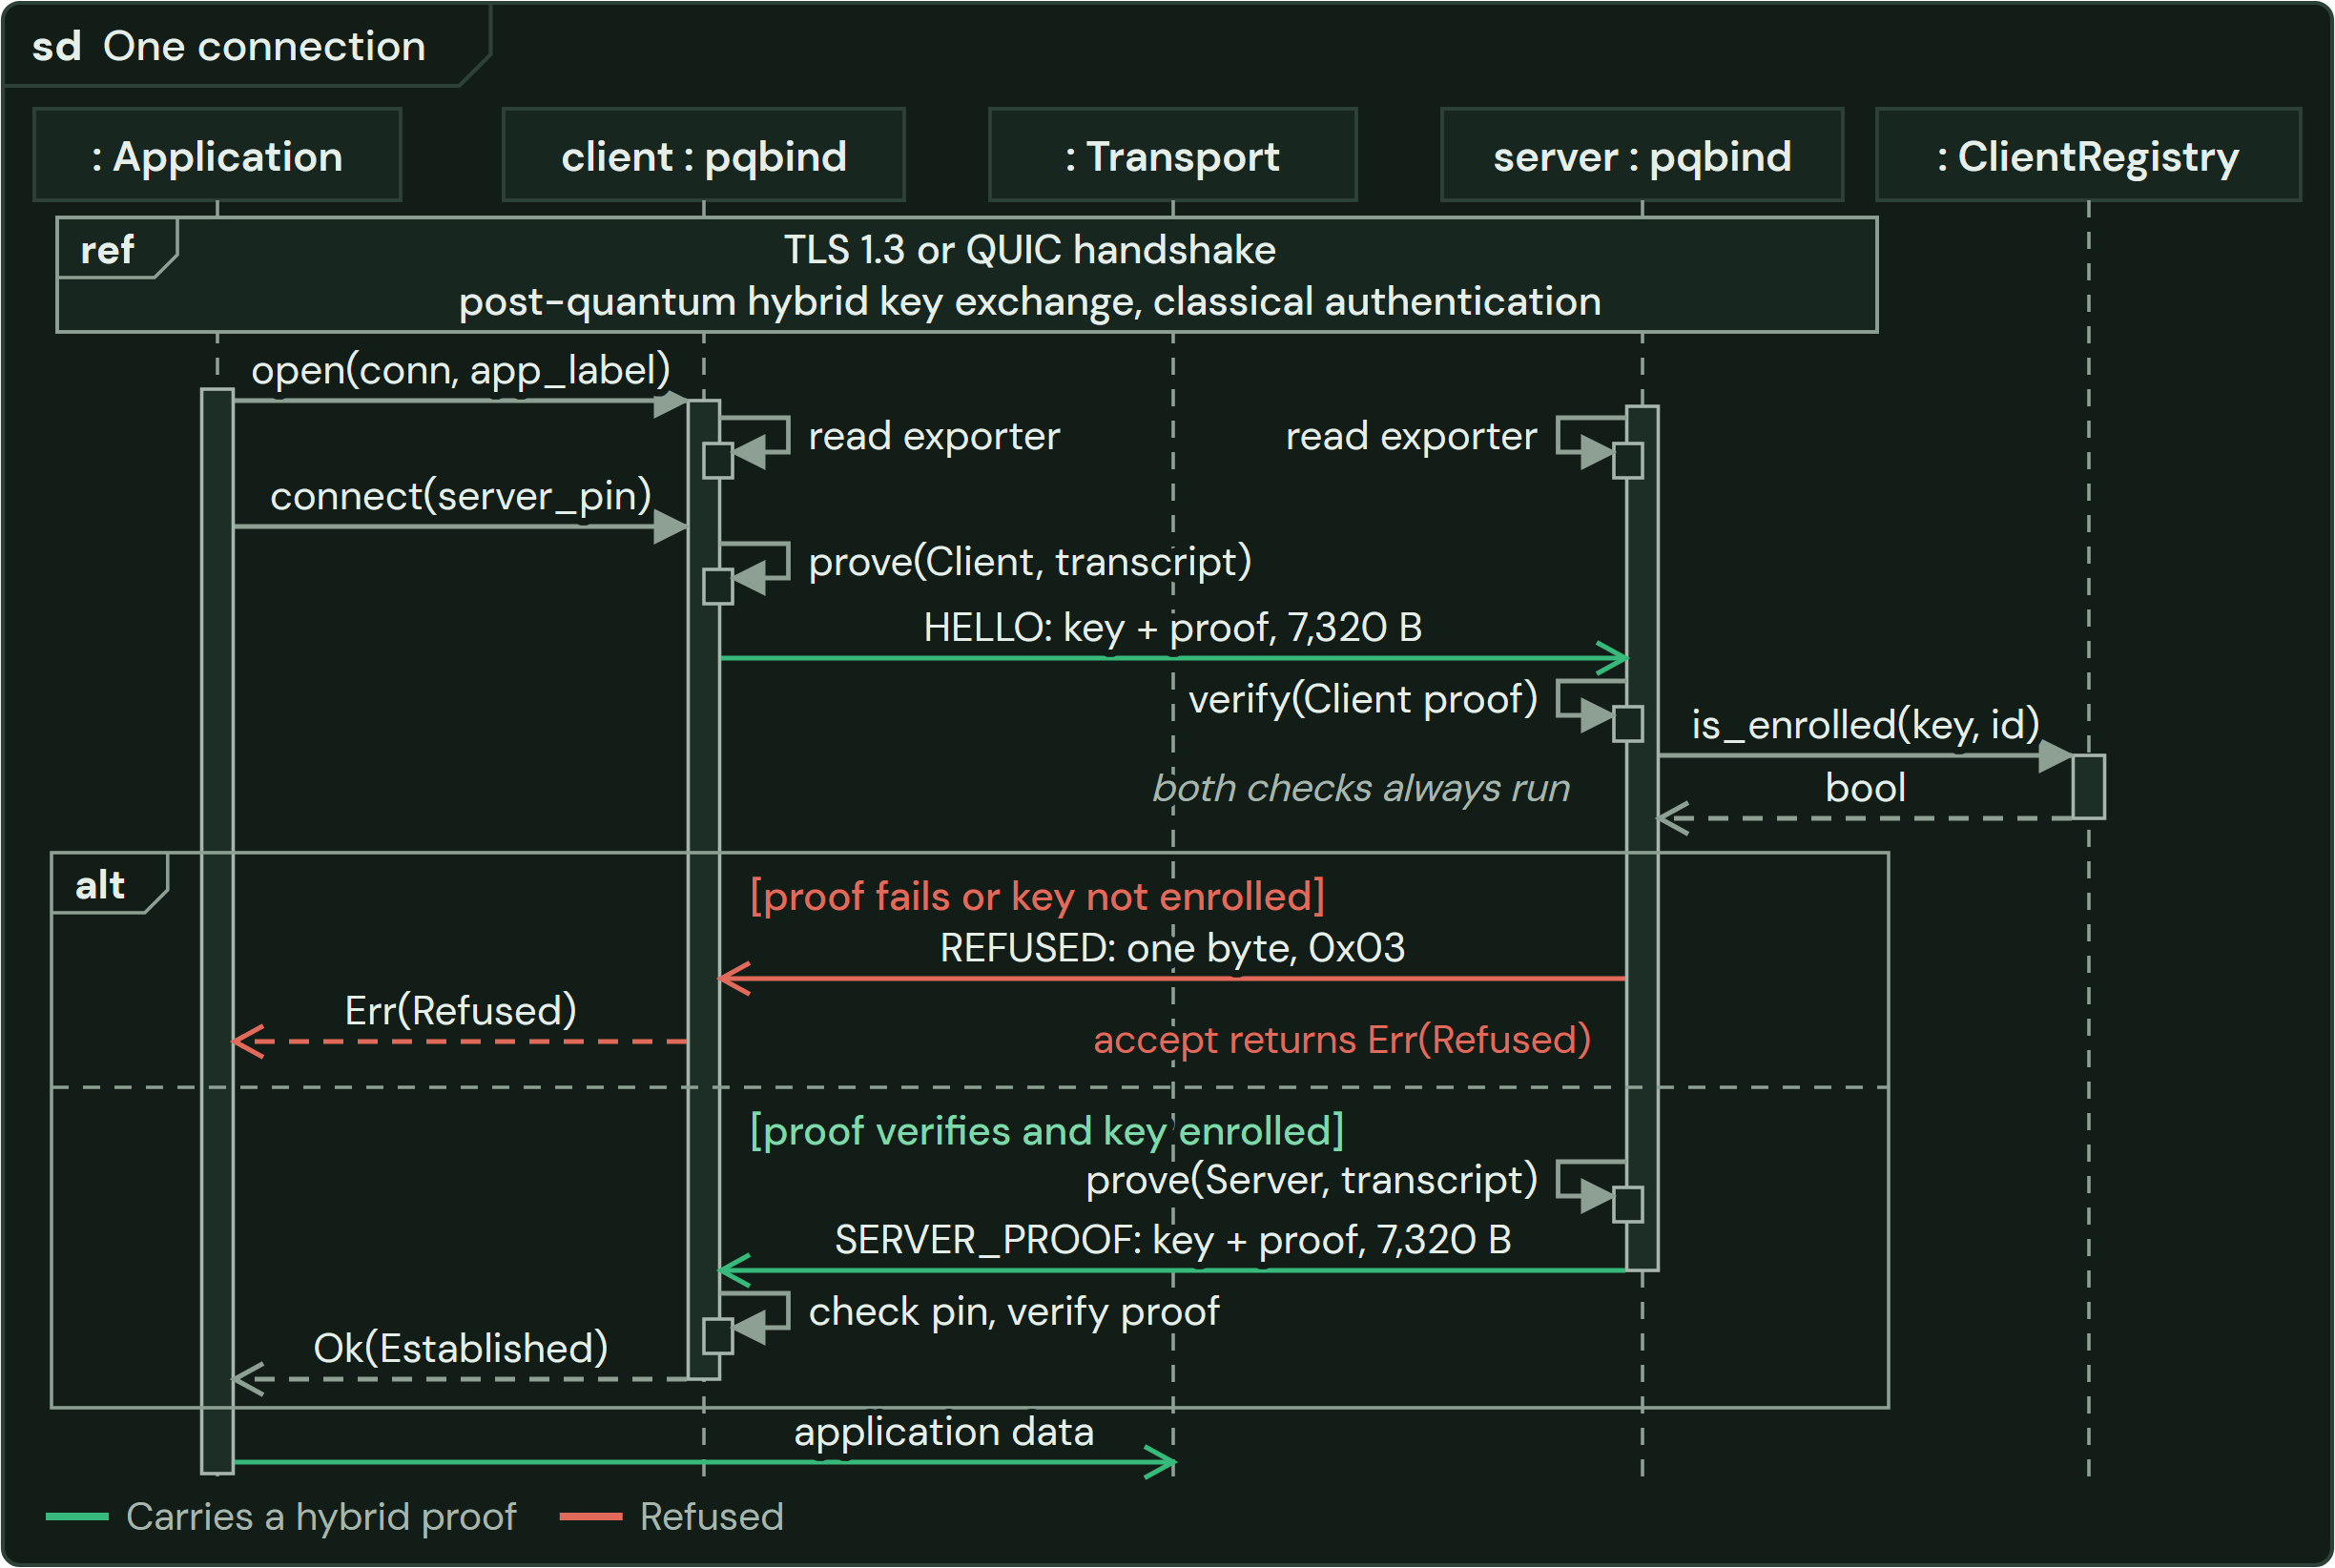 sd One connection
: Application
client : pqbind
: Transport
server : pqbind
: ClientRegistry
ref
TLS 1.3 or QUIC handshake
post-quantum hybrid key exchange, classical authentication
open(conn, app_label)
read exporter
read exporter
connect(server_pin)
prove(Client, transcript)
HELLO: key + proof, 7,320 B
verify(Client proof)
is_enrolled(key, id)
both checks always run
bool
alt
[proof fails or key not enrolled]
REFUSED: one byte, 0x03
Err(Refused)
accept returns Err(Refused)
[proof verifies and key enrolled]
prove(Server, transcript)
SERVER_PROOF: key + proof, 7,320 B
check pin, verify proof
Ok(Established)
application data
Carries a hybrid proof
Refused